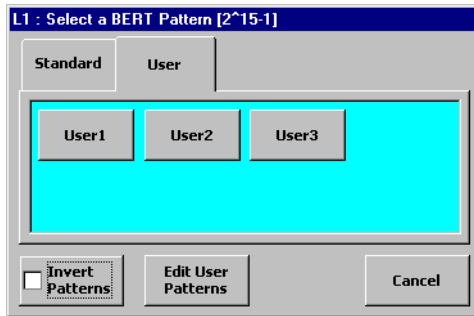 L1 : Select a BERT Pattern [2^15-1]
Standard User
User1 User2 User3
Invert Patterns
Edit User Patterns
Cancel